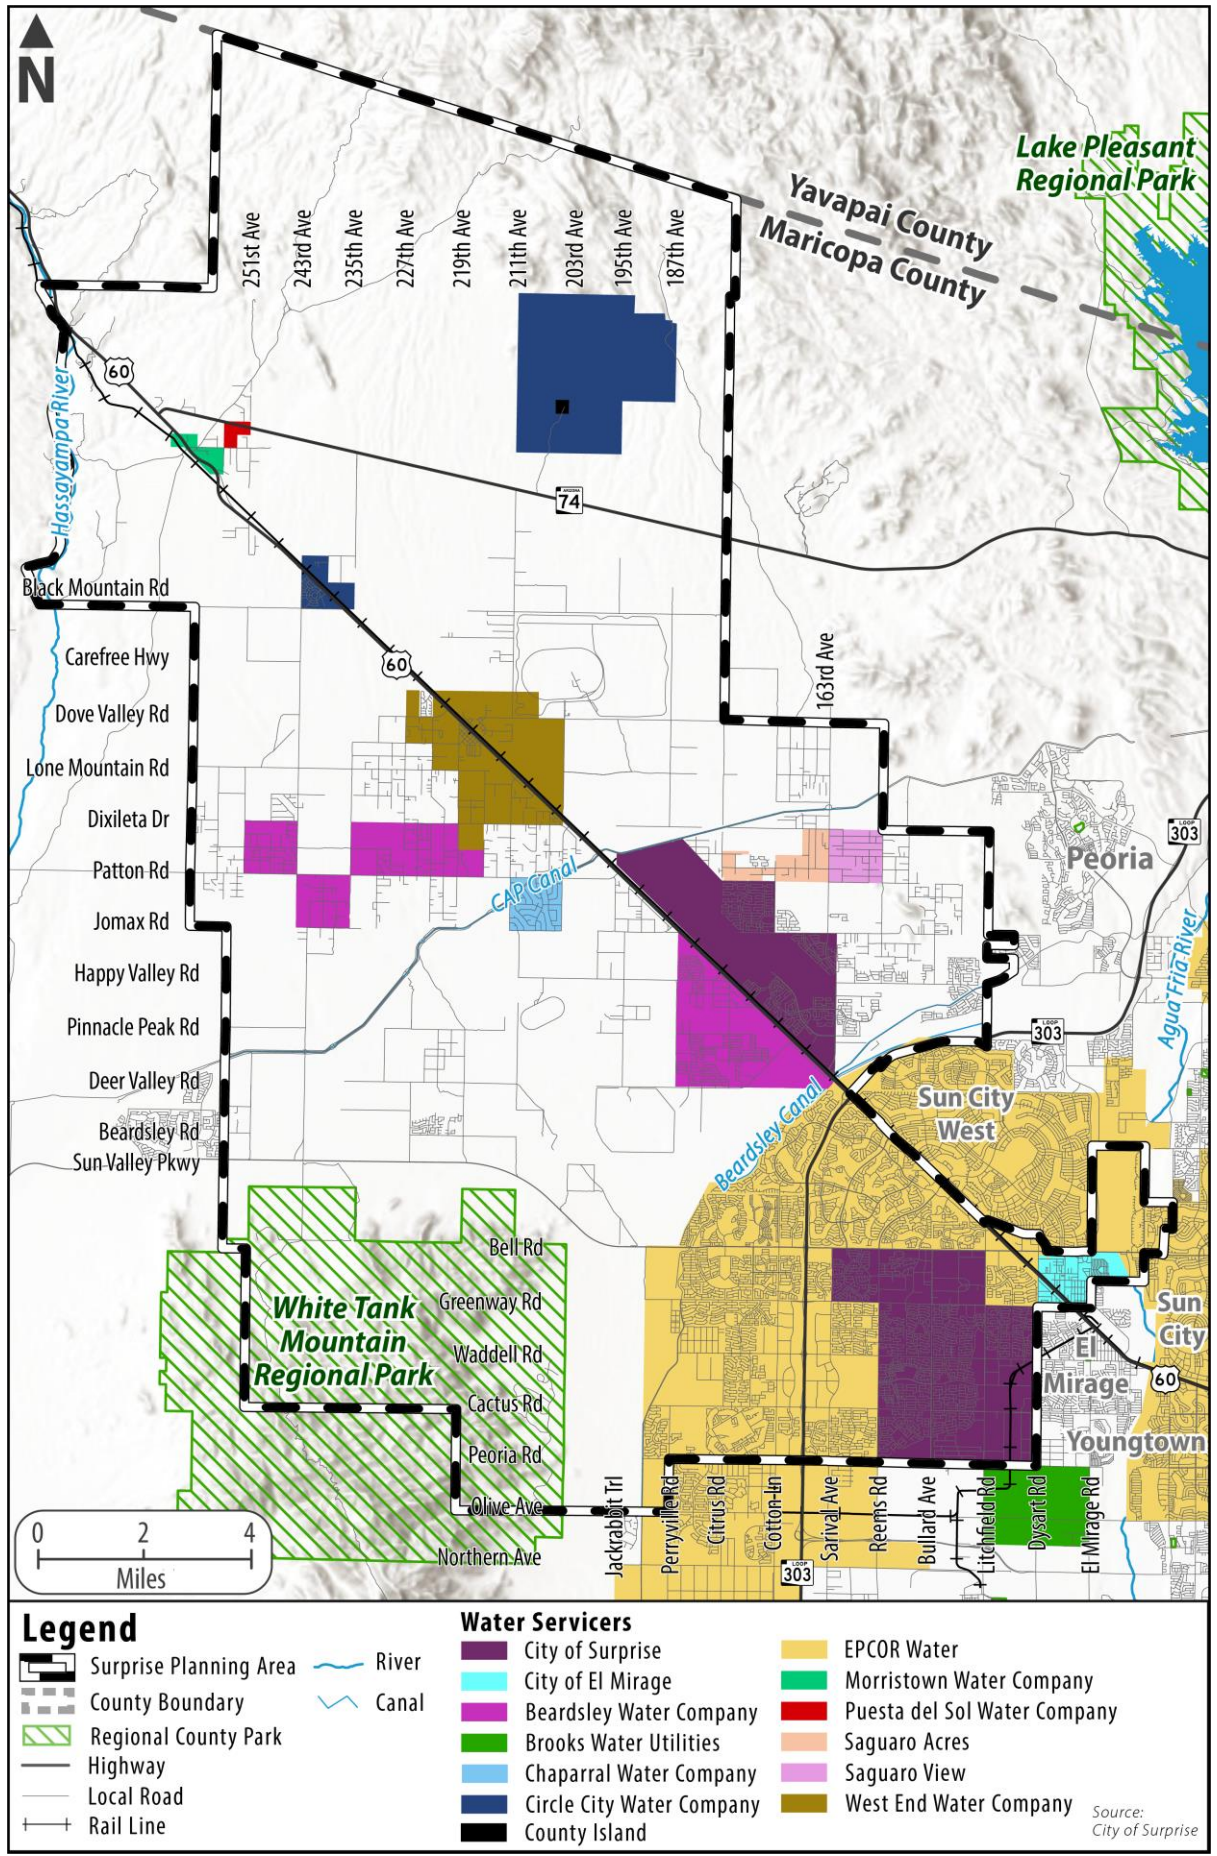 N
Lake Pleasant
Regional Park
Yavapai County
Maricopa County
251st Ave
243rd Ave
235th Ave
227th Ave
219th Ave
211th Ave
203rd Ave
195th Ave
187th Ave
60
Hassayampa River
ARIZONA
74
Black Mountain Rd
Carefree Hwy
60
163rd Ave
Dove Valley Rd
Lone Mountain Rd
Dixileta Dr
LOOP
303
Peoria
Patton Rd
CAP Canal
Jomax Rd
Agua Fria River
Happy Valley Rd
Pinnacle Peak Rd
LOOP
303
Deer Valley Rd
Sun City
West
Beardsley Canal
Beardsley Rd
Sun Valley Pkwy
Bell Rd
White Tank
Mountain
Regional Park
Greenway Rd
Sun
City
Waddell Rd
El
Mirage
60
Cactus Rd
Youngtown
Peoria Rd
Olive Ave
Northern Ave
Jackrabbit Trl
Perryville Rd
Citrus Rd
Cotton Ln
Sarival Ave
Reems Rd
Bullard Ave
Litchfield Rd
Dysart Rd
El Mirage Rd
LOOP
303
0 2 4
Miles
Legend
Surprise Planning Area
County Boundary
Regional County Park
Highway
Local Road
Rail Line
River
Canal
Water Servicers
City of Surprise
City of El Mirage
Beardsley Water Company
Brooks Water Utilities
Chaparral Water Company
Circle City Water Company
County Island
EPCOR Water
Morristown Water Company
Puesta del Sol Water Company
Saguaro Acres
Saguaro View
West End Water Company
Source:
City of Surprise